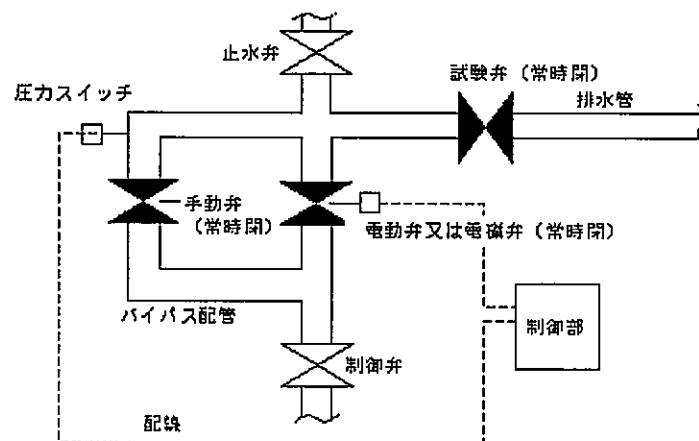 止水弁
試験弁（常時閉）
圧力スイッチ
排水管
手動弁
（常時閉）
電動弁又は電磁弁（常時閉）
バイパス配管
制御部
制御弁
配線